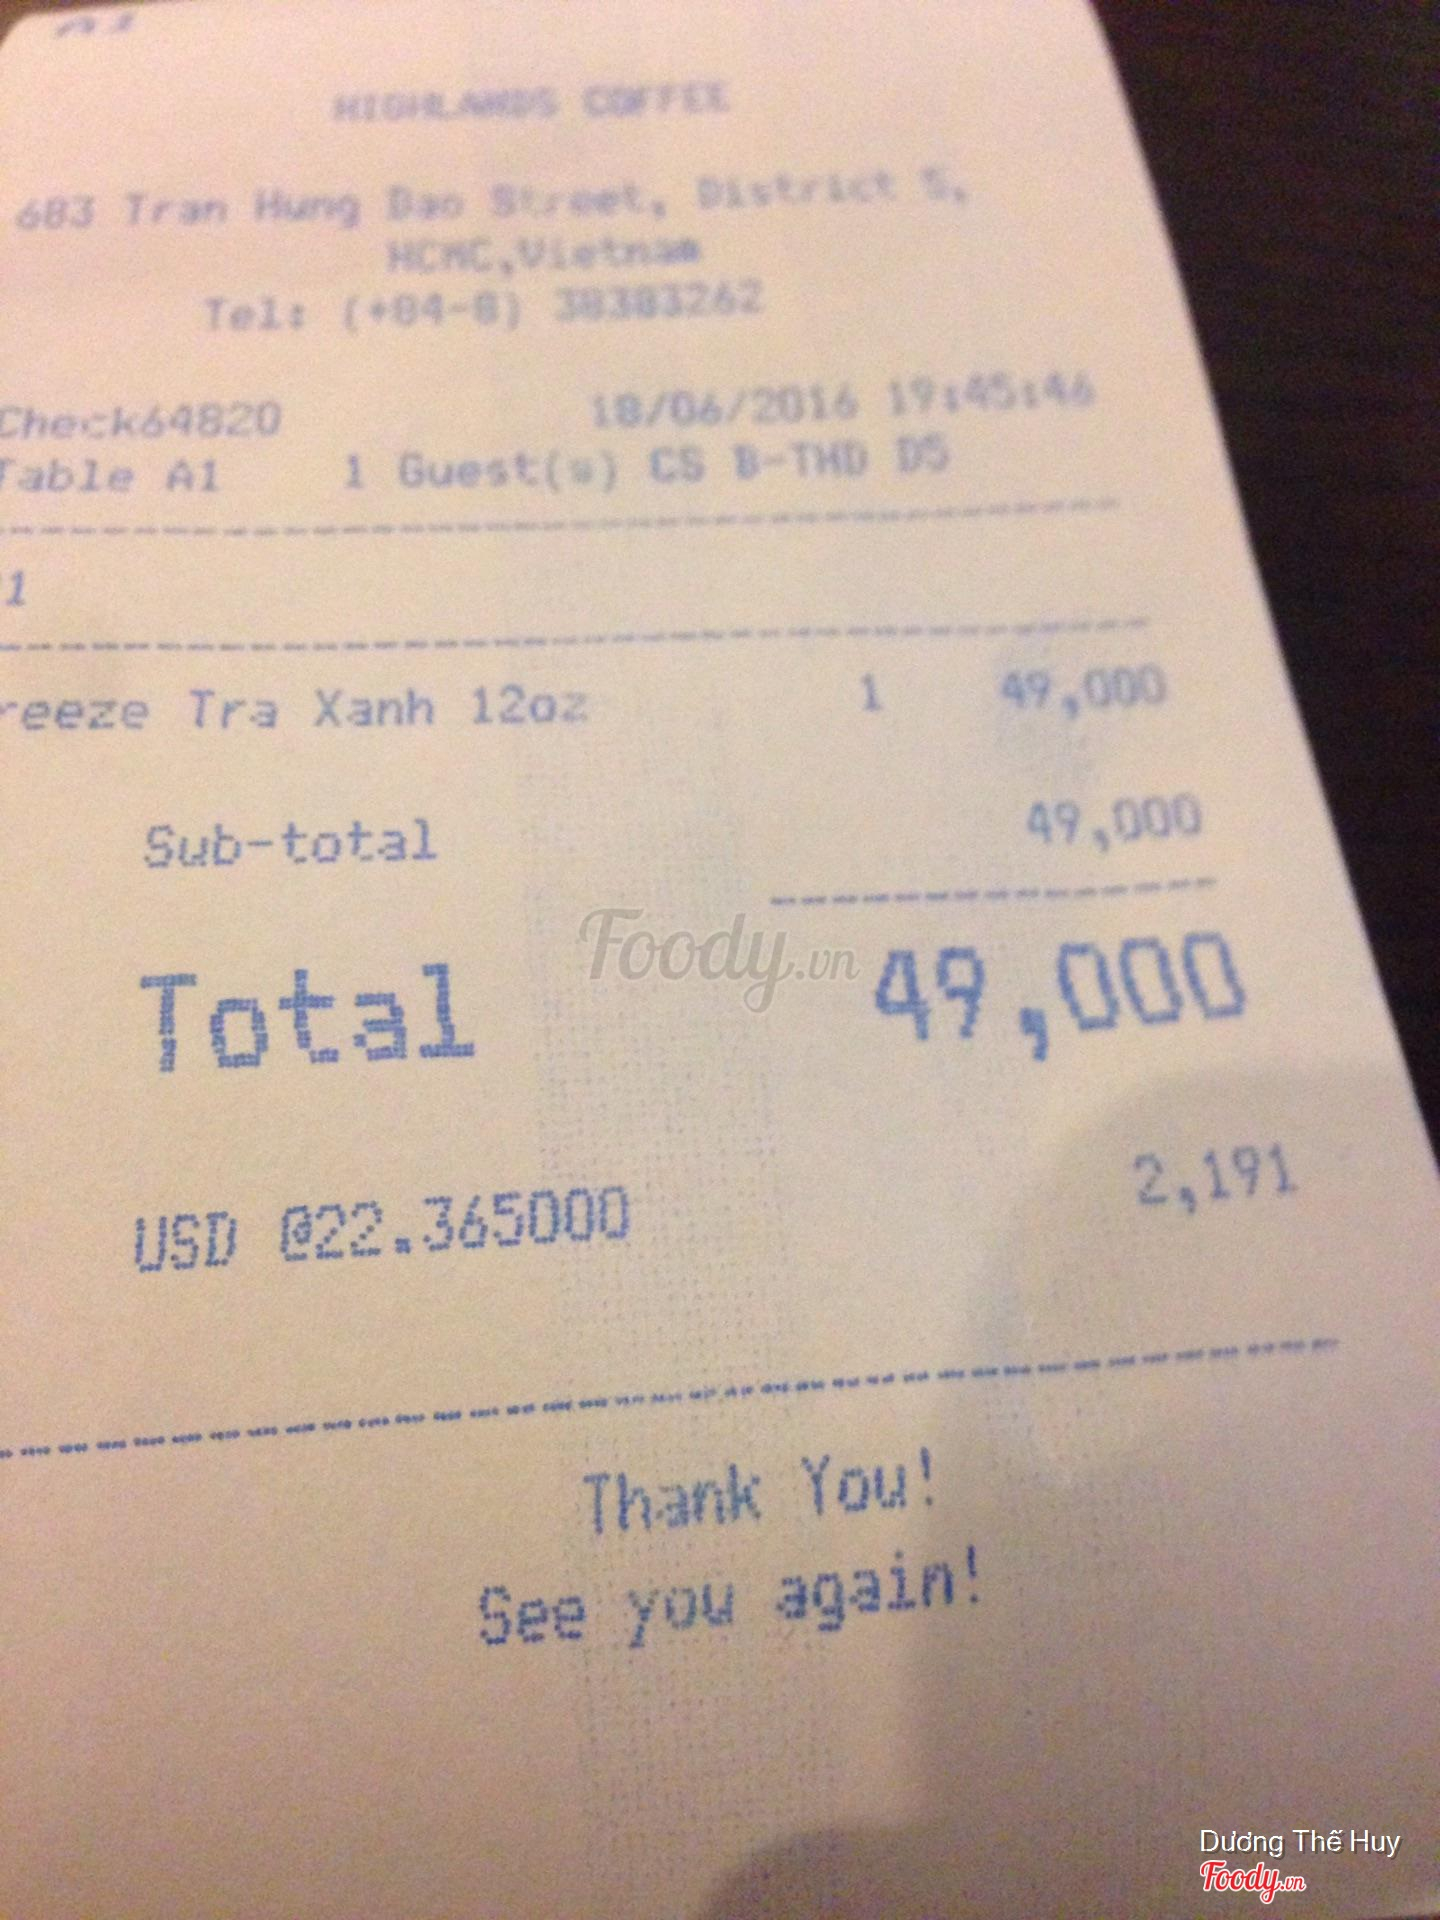 A1
HIGHLANDS COFFEE
683 Tran Hung Dao Street, District 5,
HCMC,Vietnam
Tel: (+84-8) 38383262
Check64820 18/06/2016 19:45:46
Table A1 1 Guest(s) CS B-THD D5
1
reeze Tra Xanh 12oz 1 49,000
Sub-total 49,000
Foody.vn
Total 49,000
USD @22.365000 2,191
Thank You!
See you again!
Dương Thế Huy
Foody.vn